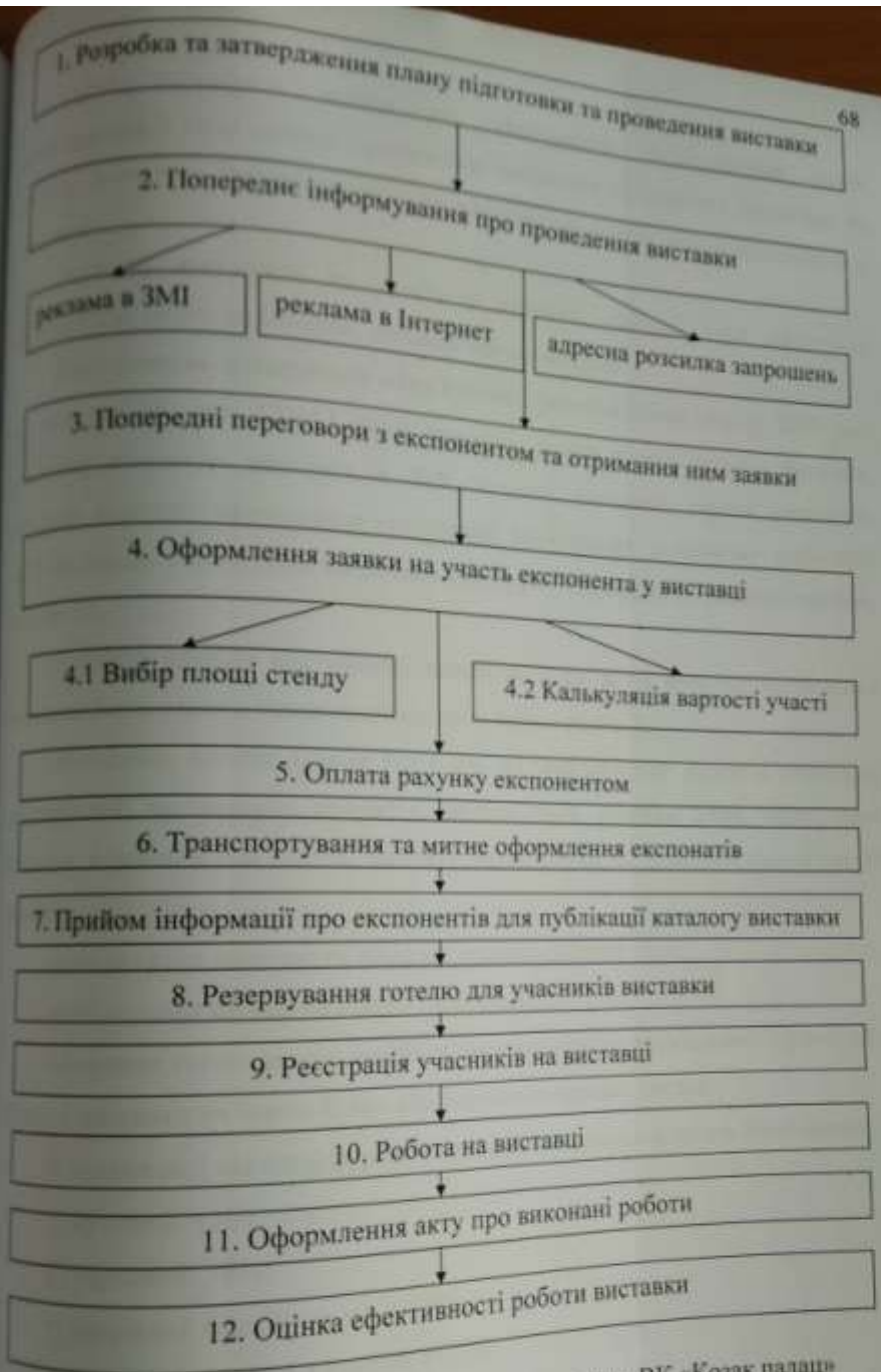 68
1. Розробка та затвердження плану підготовки та проведення виставки
2. Попереднє інформування про проведення виставки
реклама в ЗМІ
реклама в Інтернет
адресна розсилка запрошень
3. Попередні переговори з експонентом та отримання ним заявки
4. Оформлення заявки на участь експонента у виставці
4.1 Вибір площі стенду
4.2 Калькуляція вартості участі
5. Оплата рахунку експонентом
6. Транспортування та митне оформлення експонатів
7. Прийом інформації про експонентів для публікації каталогу виставки
8. Резервування готелю для учасників виставки
9. Реєстрація учасників на виставці
10. Робота на виставці
11. Оформлення акту про виконані роботи
12. Оцінка ефективності роботи виставки
«Козак палац»